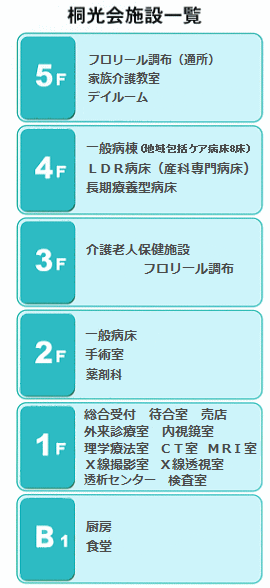 桐光会施設一覧
5F
フロリール調布（通所）
家族介護教室
デイルーム
4F
一般病棟（地域包括ケア病床8床）
ＬＤＲ病床（産科専門病床）
長期療養型病床
3F
介護老人保健施設
フロリール調布
2F
一般病床
手術室
薬剤科
1F
総合受付　待合室　売店
外来診療室　内視鏡室
理学療法室　ＣＴ室　ＭＲＩ室
Ｘ線撮影室　Ｘ線透視室
透析センター　検査室
B1
厨房
食堂